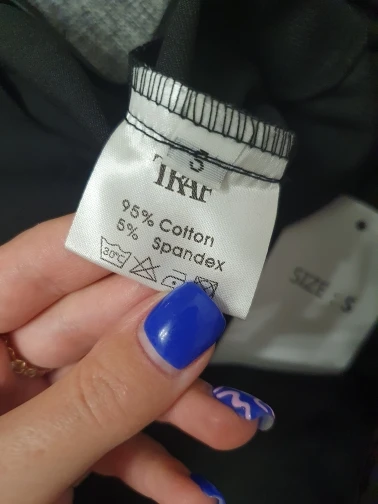 S
TRAF
95% Cotton
5% Spandex
30°C
SIZE: S